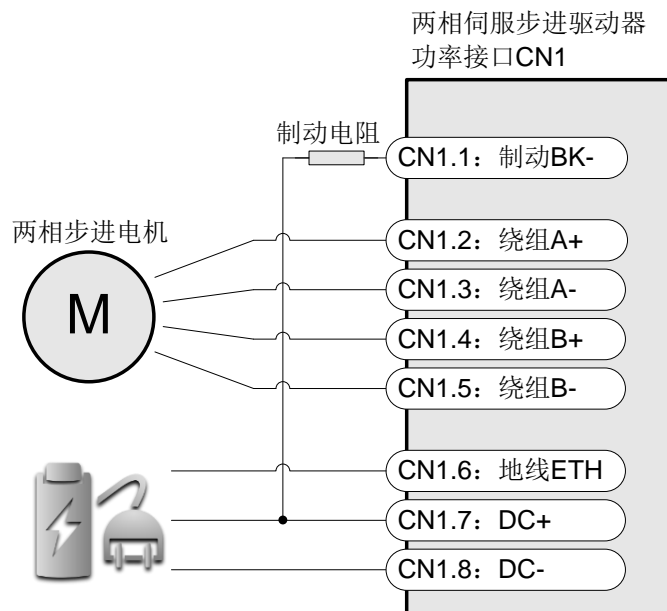 两相伺服步进驱动器
功率接口CN1
制动电阻
CN1.1：制动BK-
两相步进电机
CN1.2：绕组A+
M
CN1.3：绕组A-
CN1.4：绕组B+
CN1.5：绕组B-
CN1.6：地线ETH
CN1.7：DC+
CN1.8：DC-